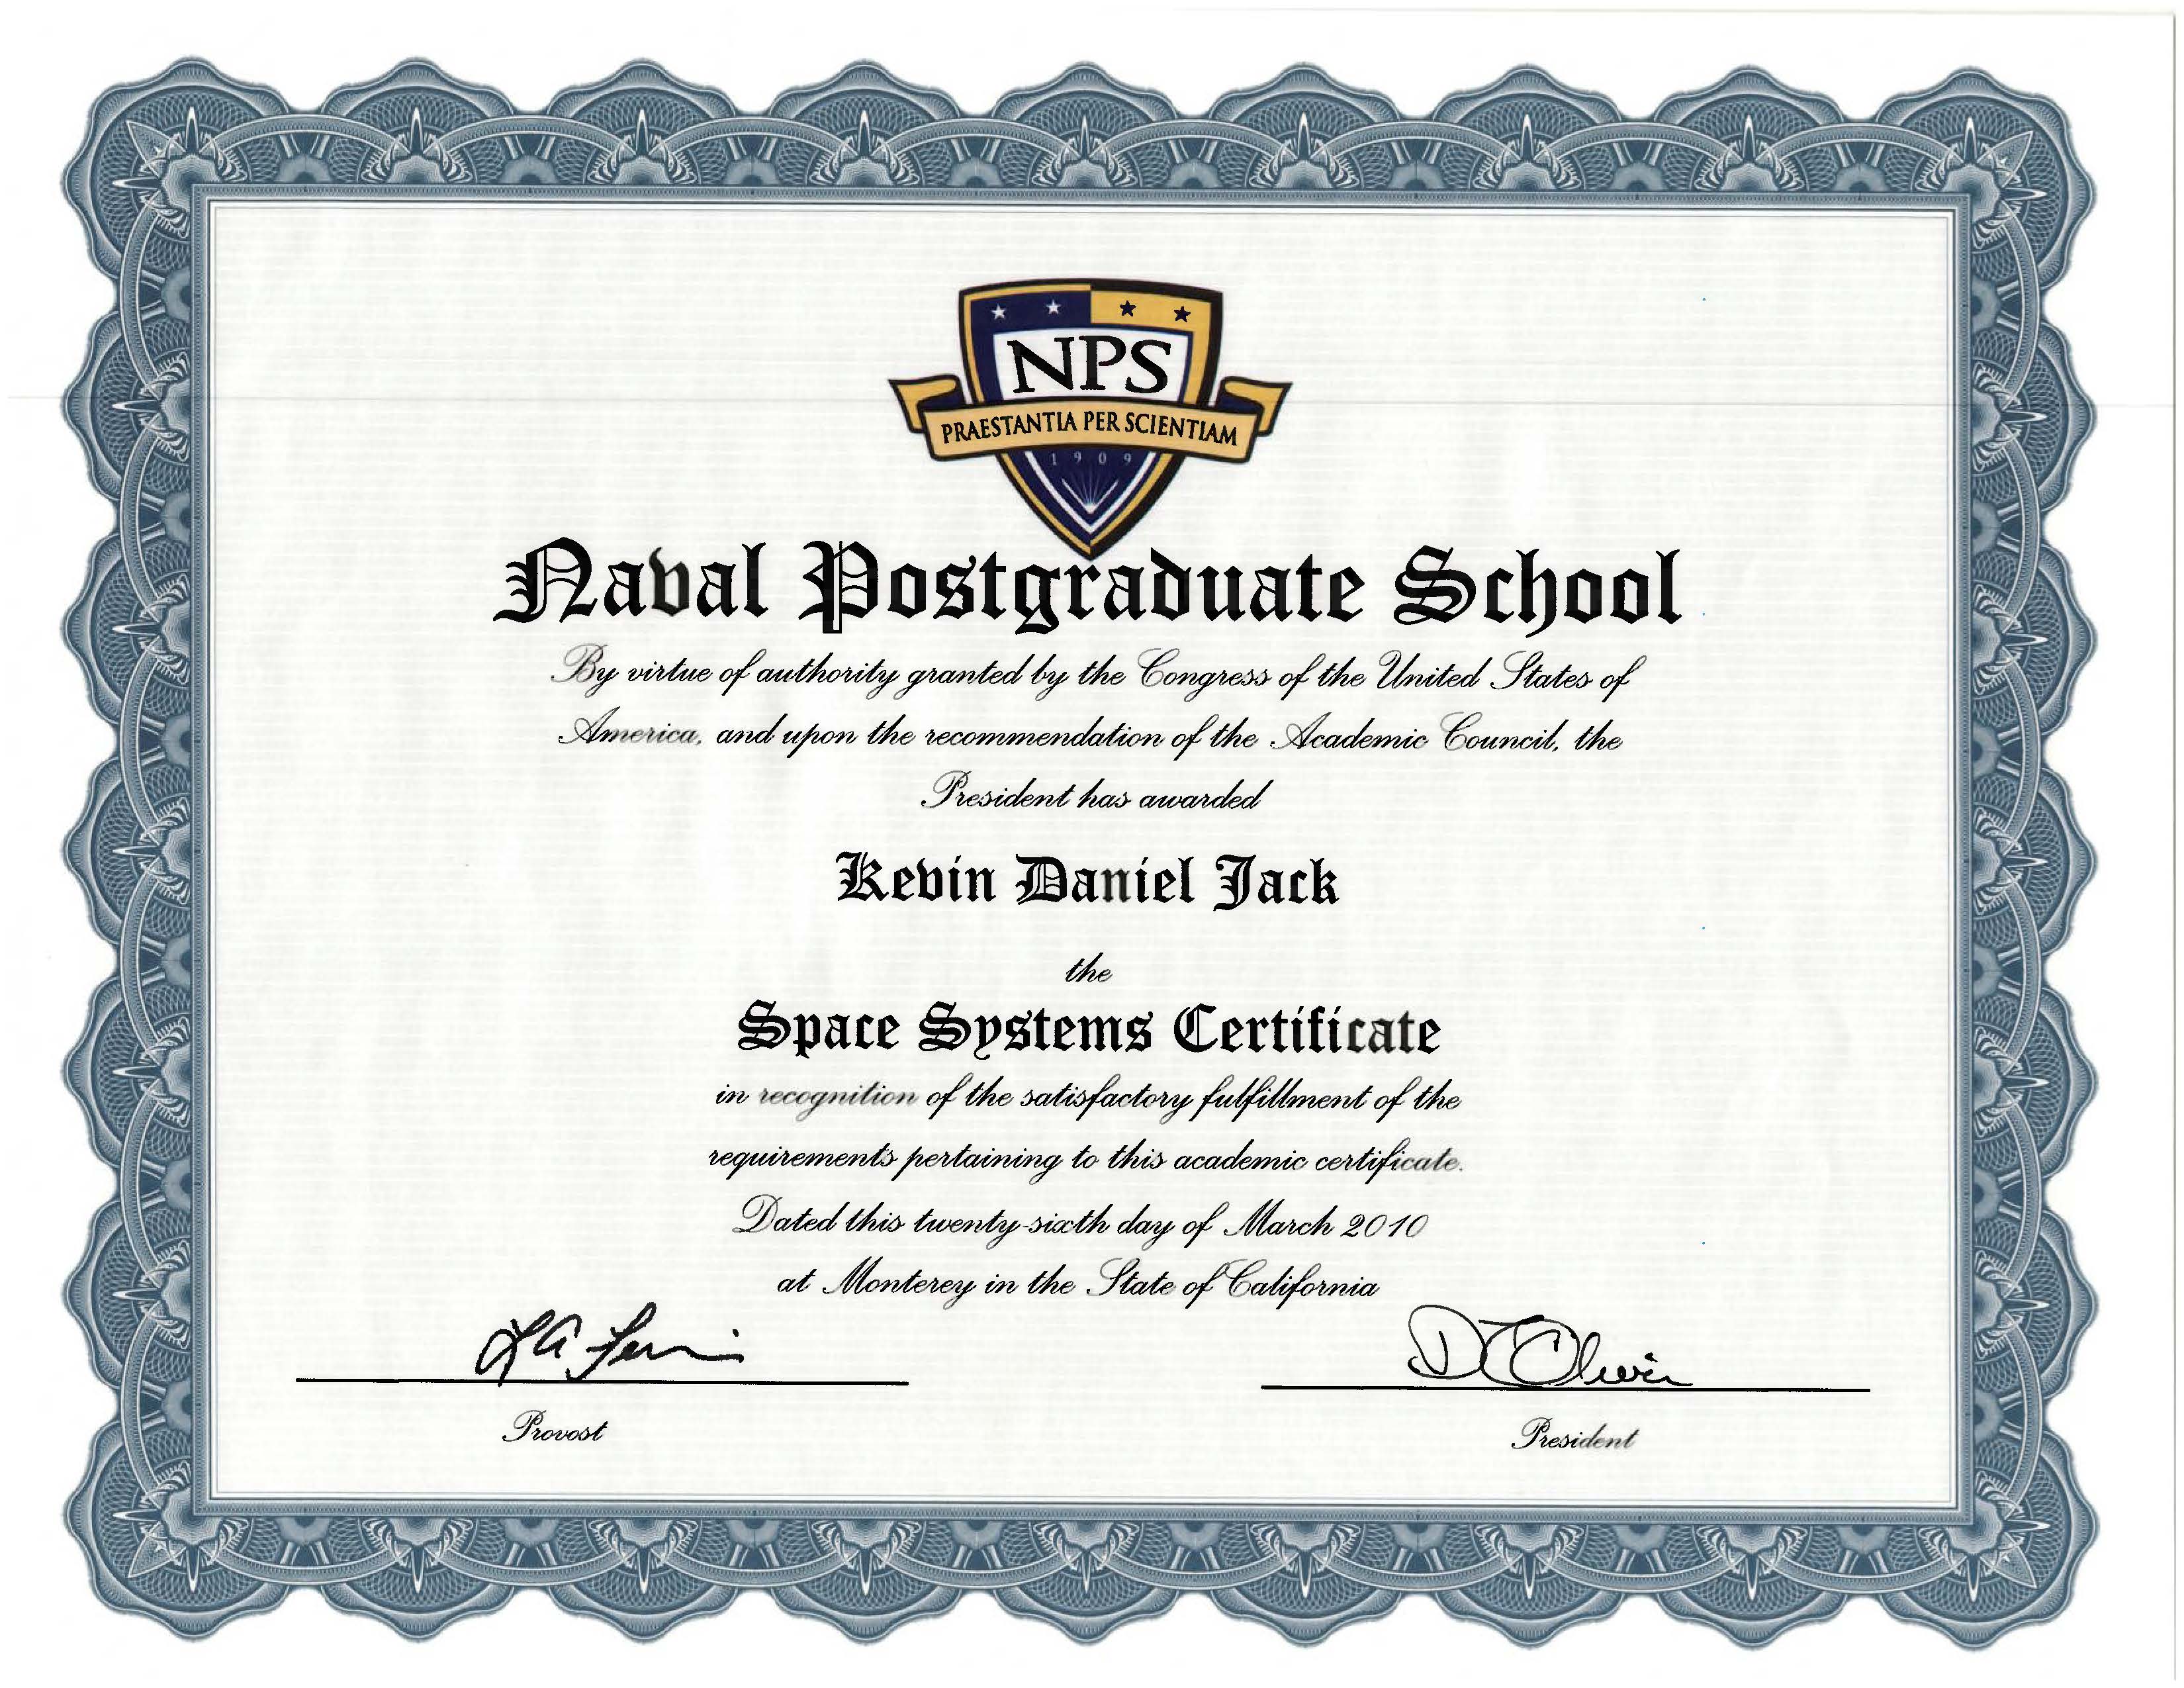 NPS
PRAESTANTIA PER SCIENTIAM
1909
Naval Postgraduate School
By virtue of authority granted by the Congress of the United States of
America, and upon the recommendation of the Academic Council, the
President has awarded
Kevin Daniel Jack
the
Space Systems Certificate
in recognition of the satisfactory fulfillment of the
requirements pertaining to this academic certificate.
Dated this twenty-sixth day of March 2010
at Monterey in the State of California
Provost
President